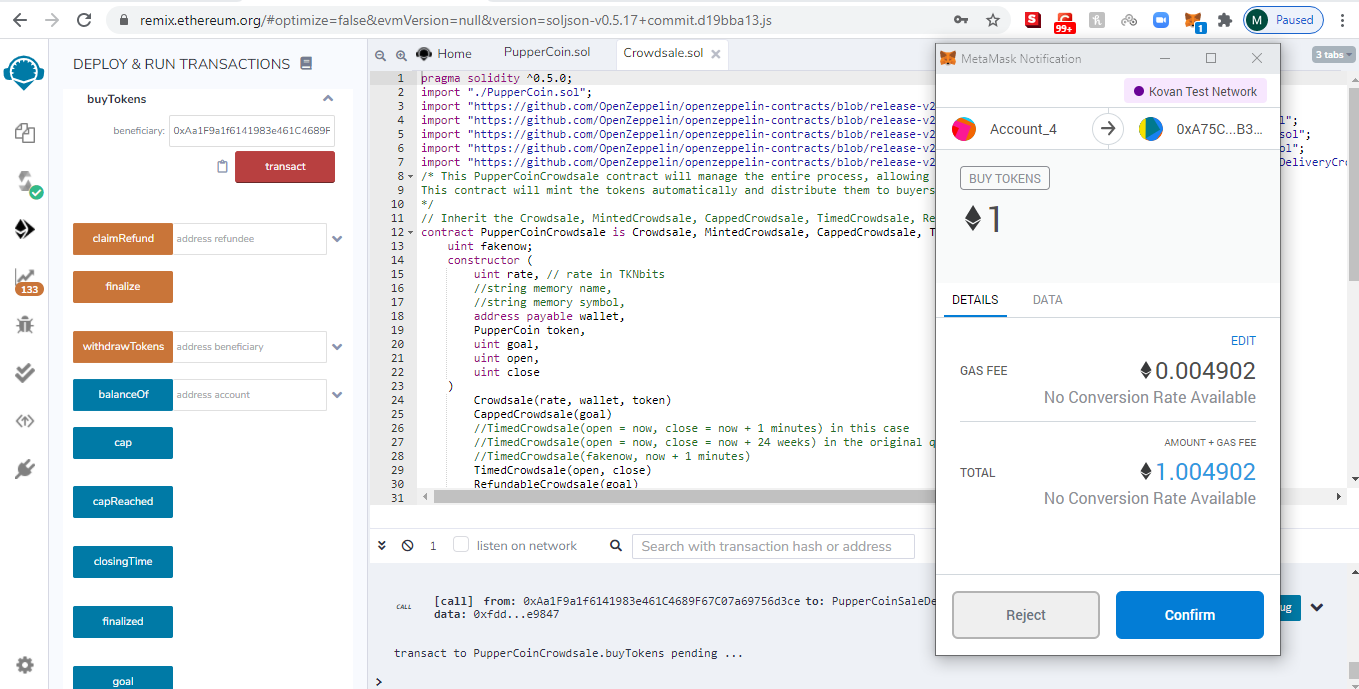 remix.ethereum.org/#optimize=false&evmVersion=null&version=soljson-v0.5.17+commit.d19bba13.js
S
99+
1
M
Paused
DEPLOY & RUN TRANSACTIONS
buyTokens
beneficiary:
0xAa1F9a1f6141983e461C4689F
transact
claimRefund
address refundee
finalize
133
withdrawTokens
address beneficiary
balanceOf
address account
cap
capReached
closingTime
finalized
goal
Home
PupperCoin.sol
Crowdsale.sol
3 tabs
1 pragma solidity ^0.5.0;
2 import "./PupperCoin.sol";
3 import "https://github.com/OpenZeppelin/openzeppelin-contracts/blob/release-v2
4 import "https://github.com/OpenZeppelin/openzeppelin-contracts/blob/release-v2 l";
5 import "https://github.com/OpenZeppelin/openzeppelin-contracts/blob/release-v2 sol";
6 import "https://github.com/OpenZeppelin/openzeppelin-contracts/blob/release-v2 ol";
7 import "https://github.com/OpenZeppelin/openzeppelin-contracts/blob/release-v2 DeliveryCro
8 /* This PupperCoinCrowdsale contract will manage the entire process, allowing
9 This contract will mint the tokens automatically and distribute them to buyers
10 */
11 // Inherit the Crowdsale, MintedCrowdsale, CappedCrowdsale, TimedCrowdsale, Re
12 contract PupperCoinCrowdsale is Crowdsale, MintedCrowdsale, CappedCrowdsale, T
13 uint fakenow;
14 constructor (
15 uint rate, // rate in TKNbits
16 //string memory name,
17 //string memory symbol,
18 address payable wallet,
19 PupperCoin token,
20 uint goal,
21 uint open,
22 uint close
23 )
24 Crowdsale(rate, wallet, token)
25 CappedCrowdsale(goal)
26 //TimedCrowdsale(open = now, close = now + 1 minutes) in this case
27 //TimedCrowdsale(open = now, close = now + 24 weeks) in the original q
28 //TimedCrowdsale(fakenow, now + 1 minutes)
29 TimedCrowdsale(open, close)
30 RefundableCrowdsale(goal)
31
1
listen on network
Search with transaction hash or address
CALL
[call] from: 0xAa1F9a1f6141983e461C4689F67C07a69756d3ce to: PupperCoinSaleDe
data: 0xfdd...e9847
ug
transact to PupperCoinCrowdsale.buyTokens pending ...
>
MetaMask Notification
Kovan Test Network
Account_4
0xA75C...B3...
BUY TOKENS
1
DETAILS
DATA
EDIT
GAS FEE
0.004902
No Conversion Rate Available
AMOUNT + GAS FEE
TOTAL
1.004902
No Conversion Rate Available
Reject
Confirm